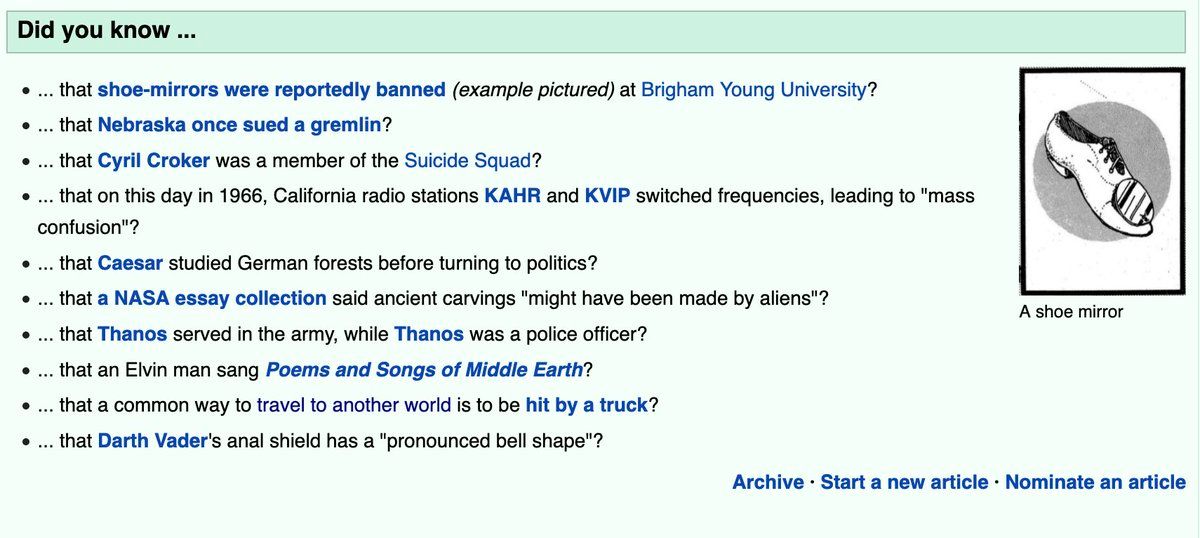 Did you know ...
... that shoe-mirrors were reportedly banned (example pictured) at Brigham Young University?
... that Nebraska once sued a gremlin?
... that Cyril Croker was a member of the Suicide Squad?
... that on this day in 1966, California radio stations KAHR and KVIP switched frequencies, leading to "mass
confusion"?
... that Caesar studied German forests before turning to politics?
... that a NASA essay collection said ancient carvings "might have been made by aliens"?
... that Thanos served in the army, while Thanos was a police officer?
... that an Elvin man sang Poems and Songs of Middle Earth?
... that a common way to travel to another world is to be hit by a truck?
... that Darth Vader's anal shield has a "pronounced bell shape"?
A shoe mirror
Archive · Start a new article · Nominate an article